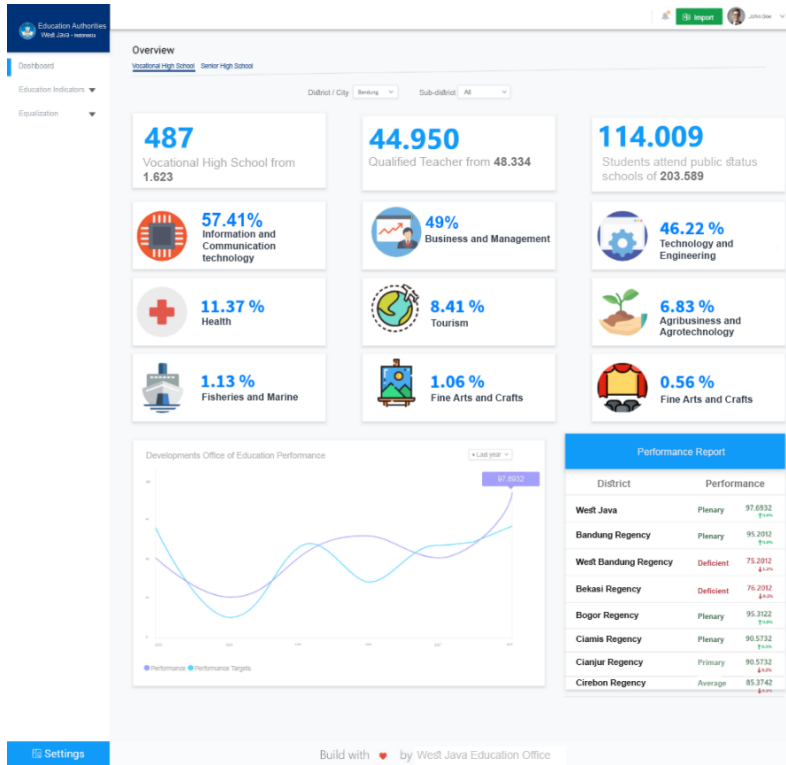 Education Authorities
West Java - Indonesia
Import
John Doe
Dashboard
Education Indicators
Equalization
Overview
Vocational High School Senior High School
District / City Bandung Sub-district All
487
Vocational High School from
1.623
44.950
Qualified Teacher from 48.334
114.009
Students attend public status
schools of 203.589
57.41%
Information and
Communication
technology
49%
Business and Management
46.22 %
Technology and
Engineering
11.37 %
Health
8.41 %
Tourism
6.83 %
Agribusiness and
Agrotechnology
1.13 %
Fisheries and Marine
1.06 %
Fine Arts and Crafts
0.56 %
Fine Arts and Crafts
Developments Office of Education Performance
Last year
97.6932
Performance Performance Targets
Performance Report
District Performance
West Java Plenary 97.6932
Bandung Regency Plenary 95.2012
West Bandung Regency Deficient 75.2012
Bekasi Regency Deficient 76.2012
Bogor Regency Plenary 95.3122
Ciamis Regency Plenary 90.5732
Cianjur Regency Primary 90.5732
Cirebon Regency Average 85.3742
Settings
Build with by West Java Education Office